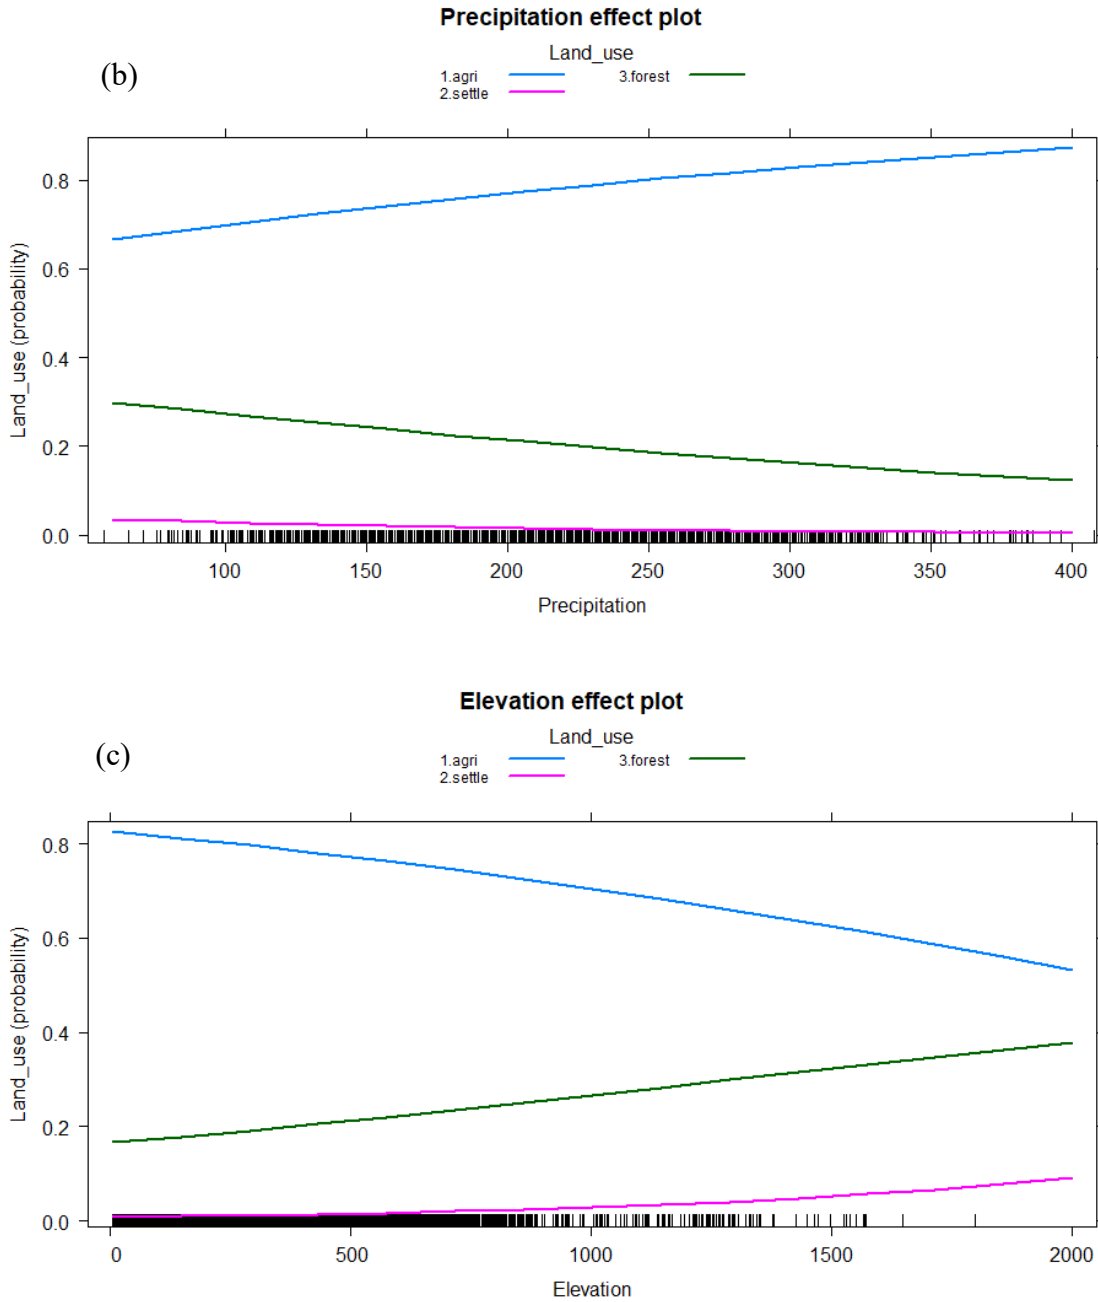 Precipitation effect plot
(b)
Land_use
1.agri 3.forest
2.settle
Land_use (probability)
0.8
0.6
0.4
0.2
0.0
100 150 200 250 300 350 400
Precipitation
Elevation effect plot
(c)
Land_use
1.agri 3.forest
2.settle
Land_use (probability)
0.8
0.6
0.4
0.2
0.0
0 500 1000 1500 2000
Elevation